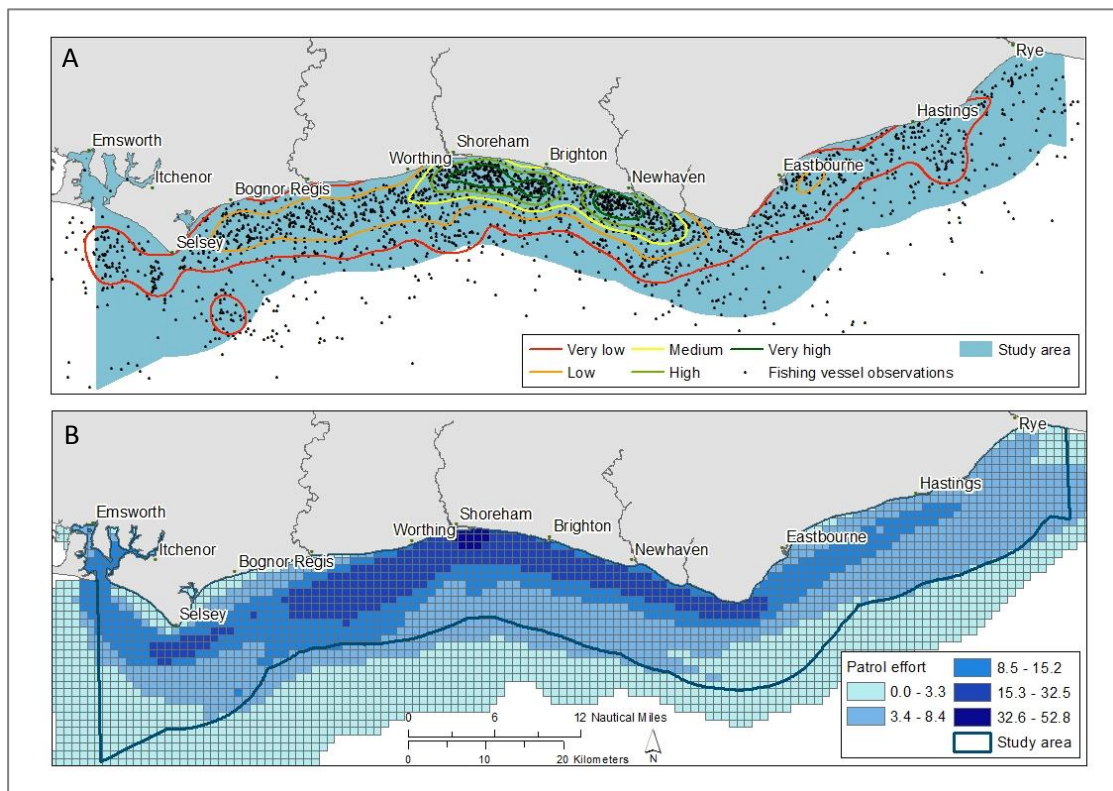 A
Rye
Hastings
Emsworth
Shoreham
Itchenor
Worthing
Brighton
Eastbourne
Newhaven
Bognor Regis
Selsey
Very low
Medium
Very high
Study area
Low
High
Fishing vessel observations
B
Rye
Hastings
Emsworth
Shoreham
Itchenor
Worthing
Brighton
Eastbourne
Newhaven
Bognor Regis
Selsey
Patrol effort
8.5 - 15.2
0.0 - 3.3
15.3 - 32.5
3.4 - 8.4
32.6 - 52.8
Study area
0 6 12 Nautical Miles
0 10 20 Kilometers
N